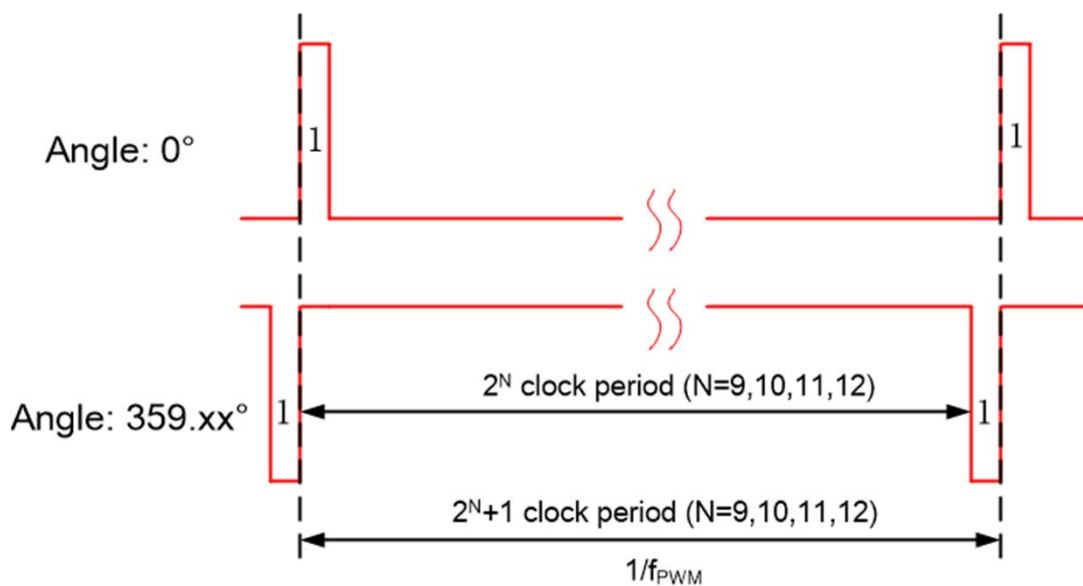 Angle: 0°
1
1
2ᴺ clock period (N=9,10,11,12)
Angle: 359.xx°
1
1
2ᴺ+1 clock period (N=9,10,11,12)
1/fPWM